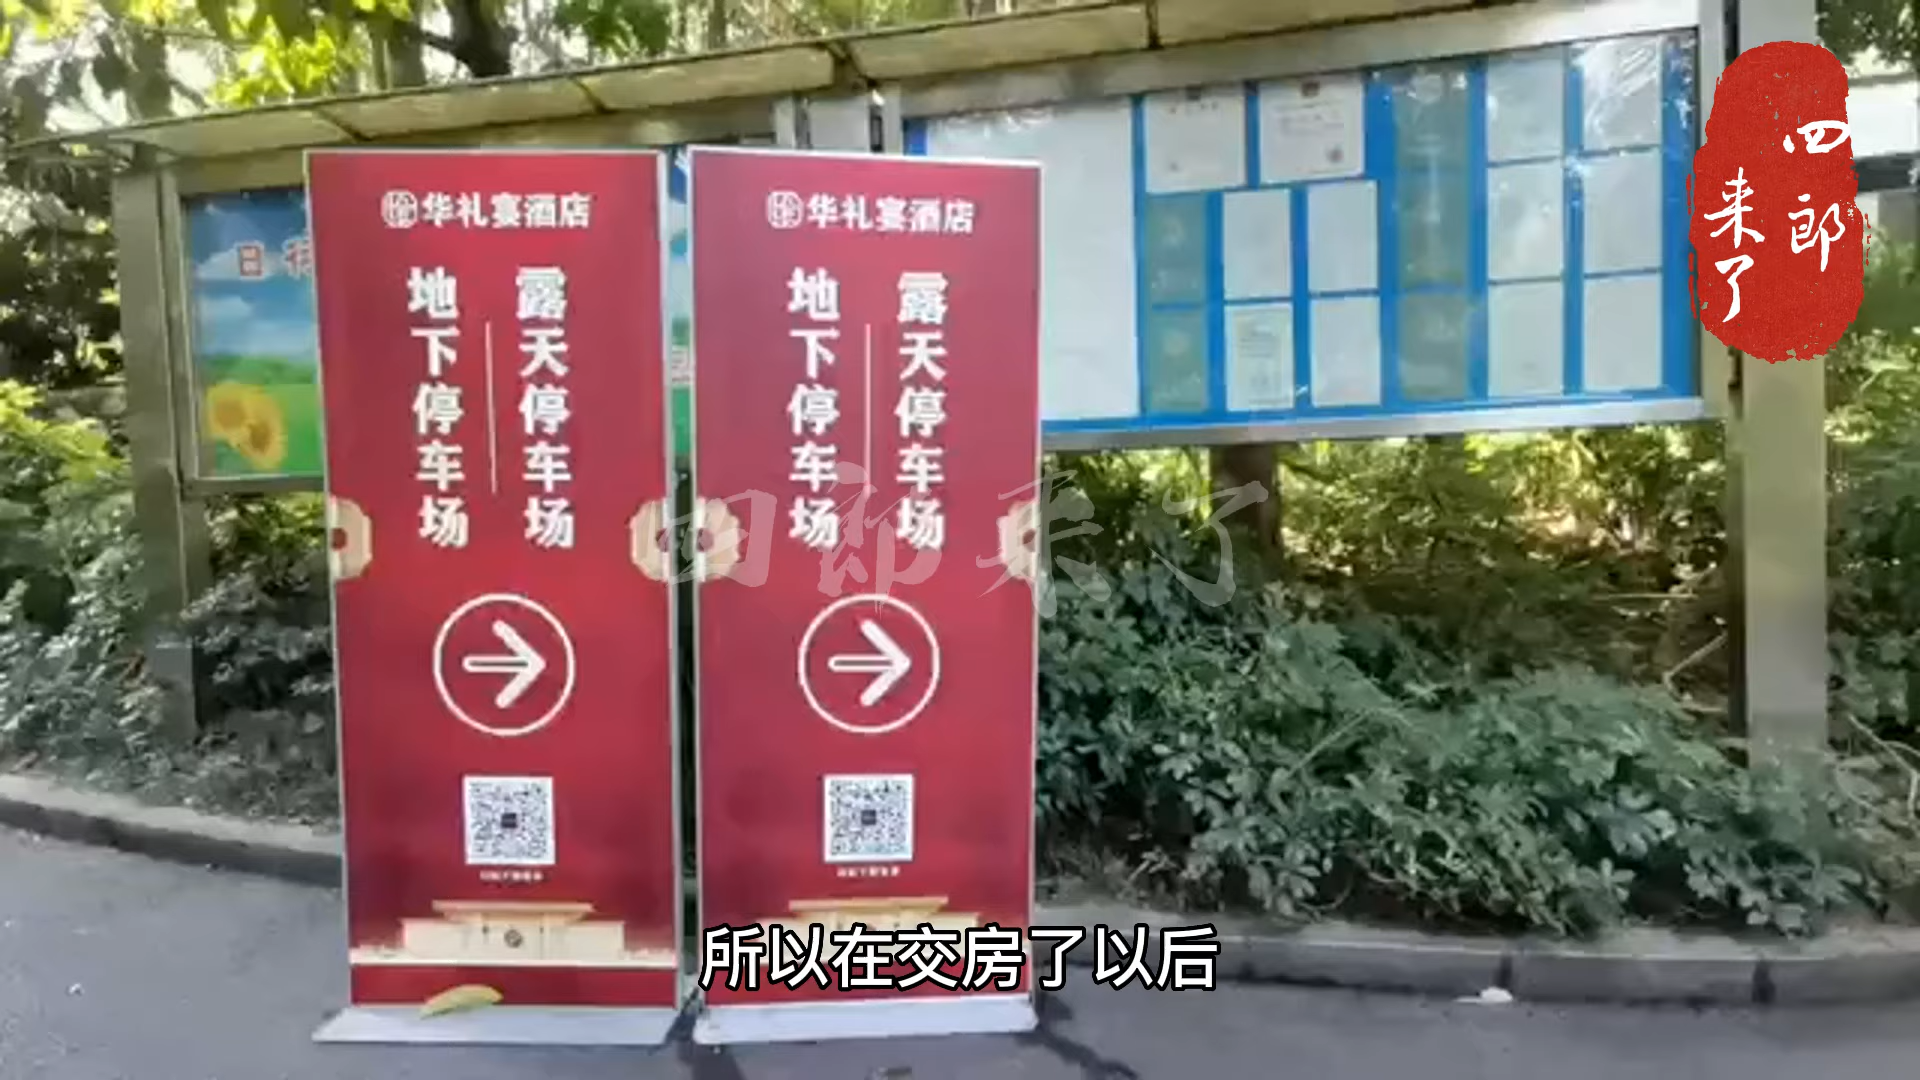 华礼宴酒店
露天停车场
地下停车场
华礼宴酒店
露天停车场
地下停车场
四郎
来了
四郎来了
所以在交房了以后